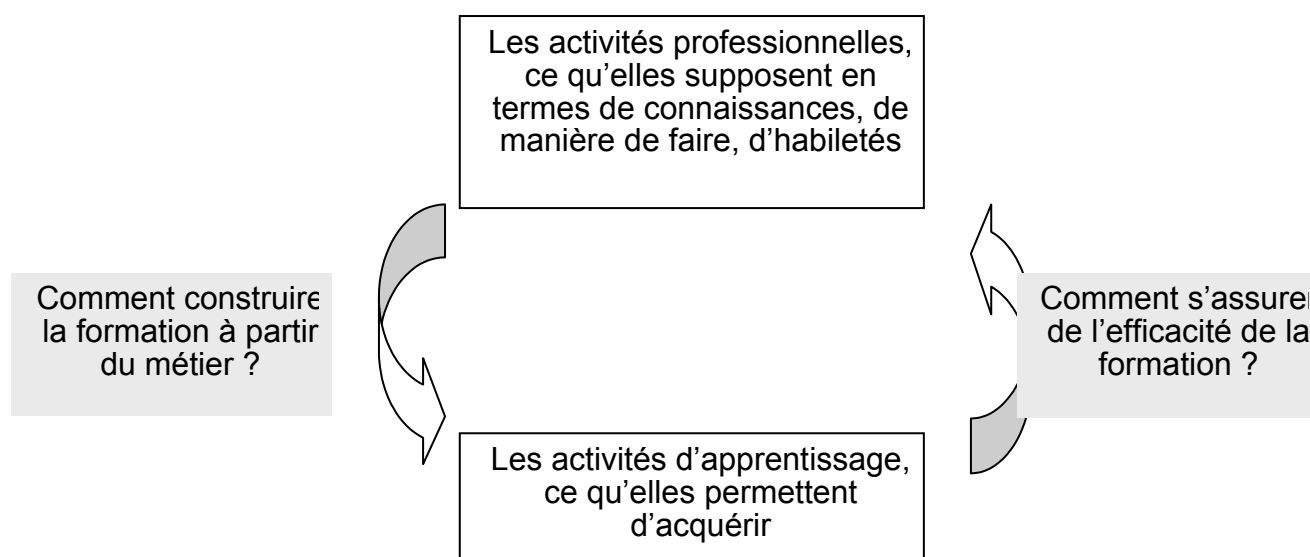 Les activités professionnelles,
ce qu’elles supposent en
termes de connaissances, de
manière de faire, d’habiletés
Comment construire
la formation à partir
du métier ?
Comment s’assurer
de l’efficacité de la
formation ?
Les activités d’apprentissage,
ce qu’elles permettent
d’acquérir